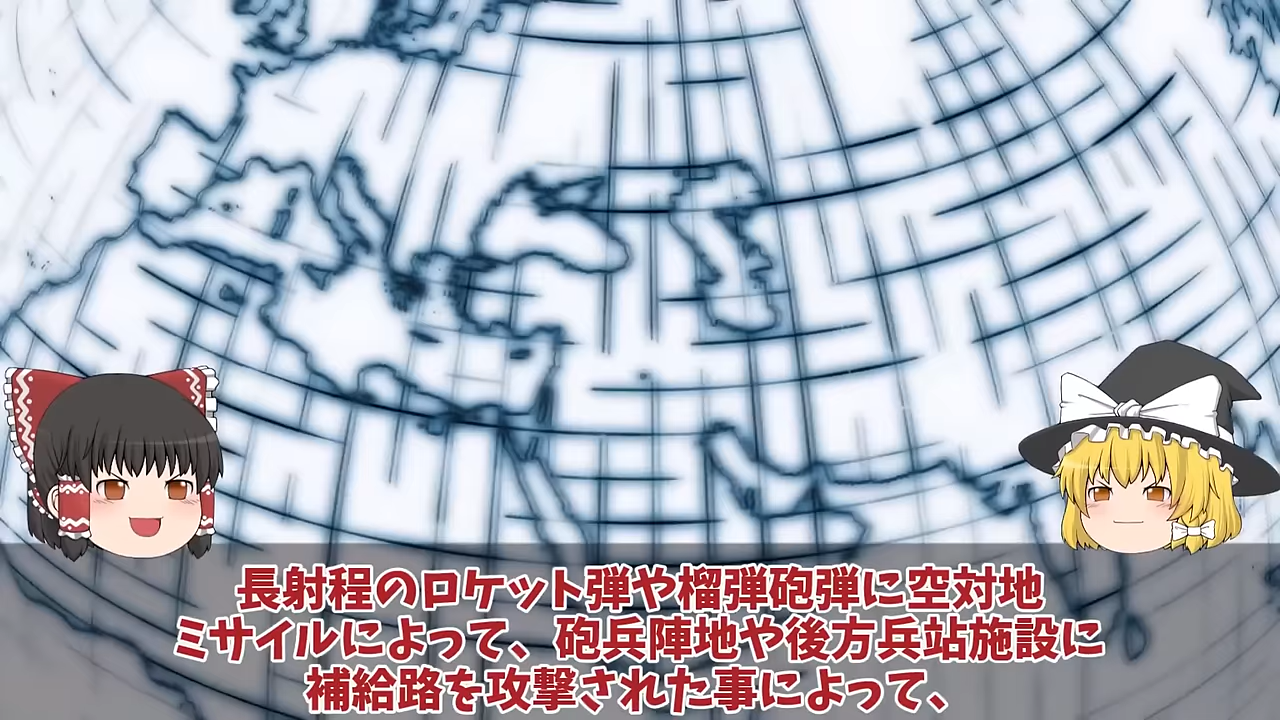 長射程のロケット弾や榴弾砲弾に空対地
ミサイルによって、砲兵陣地や後方兵站施設に
補給路を攻撃された事によって、